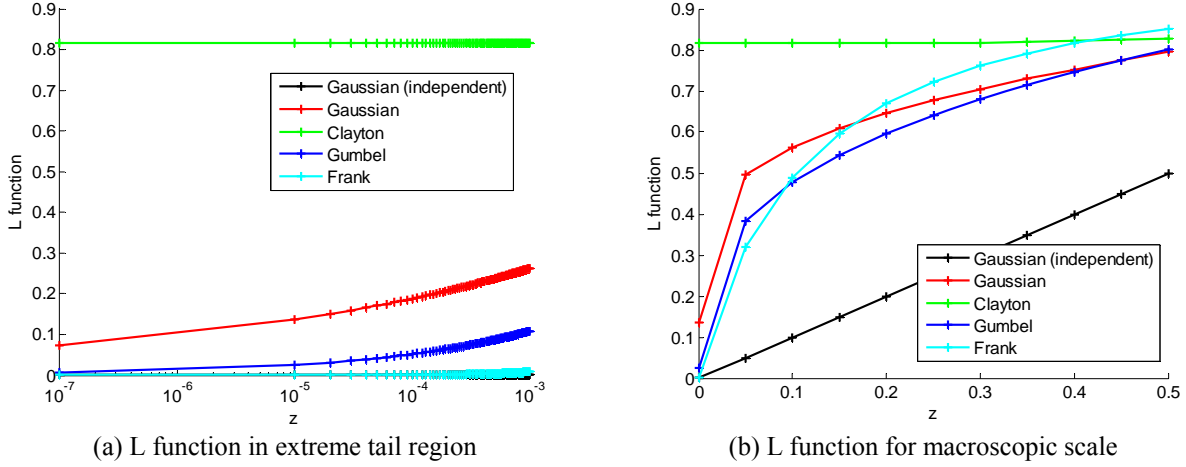 0.9
0.8
0.7
0.6
0.5
0.4
0.3
0.2
0.1
0
L function
10^-7
10^-6
10^-5
10^-4
10^-3
z
Gaussian (independent)
Gaussian
Clayton
Gumbel
Frank
(a) L function in extreme tail region
0.9
0.8
0.7
0.6
0.5
0.4
0.3
0.2
0.1
0
L function
0
0.1
0.2
0.3
0.4
0.5
z
Gaussian (independent)
Gaussian
Clayton
Gumbel
Frank
(b) L function for macroscopic scale